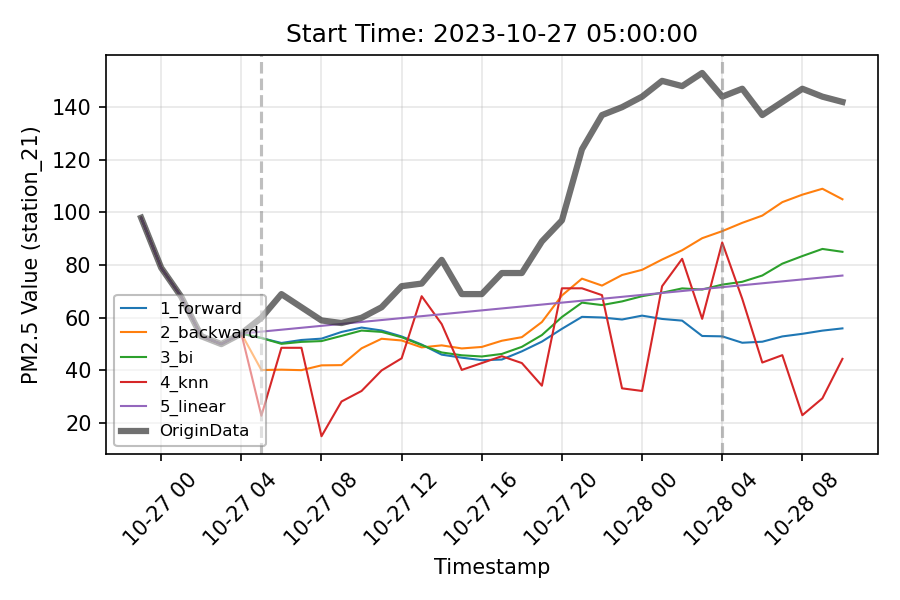 Start Time: 2023-10-27 05:00:00
PM2.5 Value (station_21)
140
120
100
80
60
40
20
1_forward
2_backward
3_bi
4_knn
5_linear
OriginData
10-27 00
10-27 04
10-27 08
10-27 12
10-27 16
10-27 20
10-28 00
10-28 04
10-28 08
Timestamp